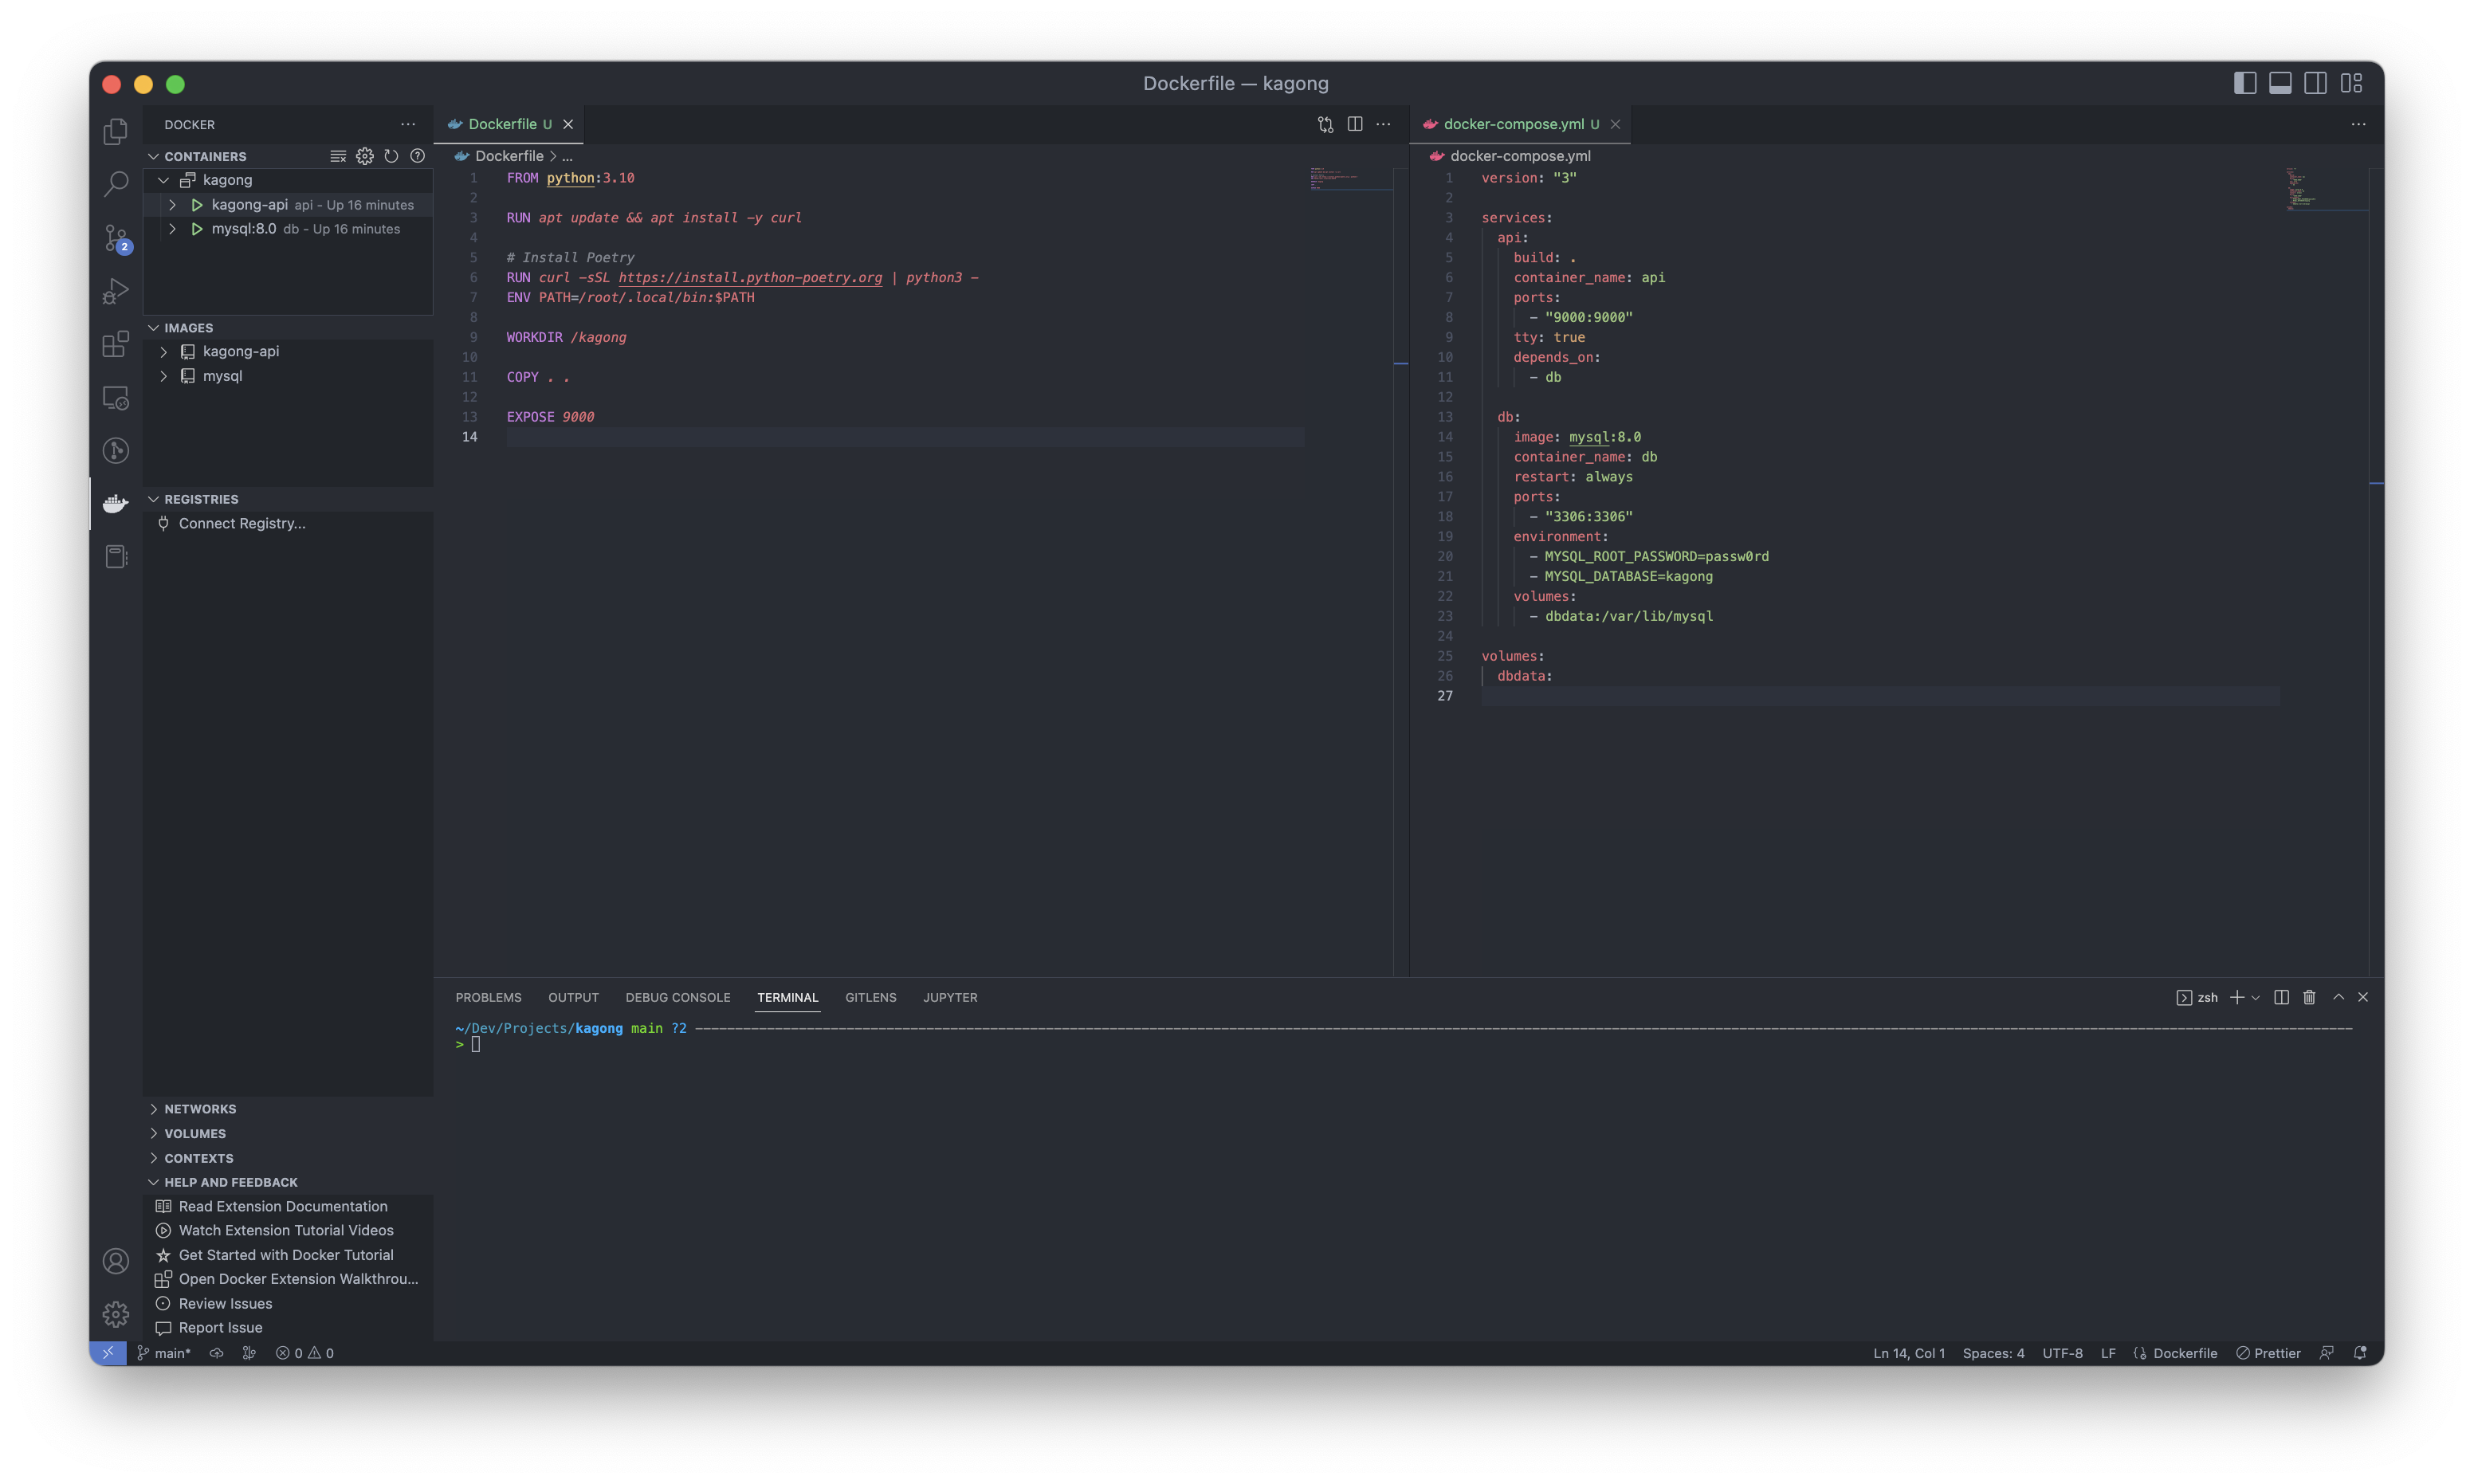 Dockerfile — kagong
DOCKER
CONTAINERS
kagong
kagong-api api - Up 16 minutes
mysql:8.0 db - Up 16 minutes
IMAGES
kagong-api
mysql
REGISTRIES
Connect Registry...
NETWORKS
VOLUMES
CONTEXTS
HELP AND FEEDBACK
Read Extension Documentation
Watch Extension Tutorial Videos
Get Started with Docker Tutorial
Open Docker Extension Walkthrou...
Review Issues
Report Issue
2
Dockerfile U
Dockerfile > ...
1 FROM python:3.10
2
3 RUN apt update && apt install -y curl
4
5 # Install Poetry
6 RUN curl -sSL https://install.python-poetry.org | python3 -
7 ENV PATH=/root/.local/bin:$PATH
8
9 WORKDIR /kagong
10
11 COPY . .
12
13 EXPOSE 9000
14
docker-compose.yml U
docker-compose.yml
1 version: "3"
2
3 services:
4 api:
5 build: .
6 container_name: api
7 ports:
8 - "9000:9000"
9 tty: true
10 depends_on:
11 - db
12
13 db:
14 image: mysql:8.0
15 container_name: db
16 restart: always
17 ports:
18 - "3306:3306"
19 environment:
20 - MYSQL_ROOT_PASSWORD=passw0rd
21 - MYSQL_DATABASE=kagong
22 volumes:
23 - dbdata:/var/lib/mysql
24
25 volumes:
26 dbdata:
27
PROBLEMS OUTPUT DEBUG CONSOLE TERMINAL GITLENS JUPYTER
zsh
~/Dev/Projects/kagong main ?2
>
main* 0 0
Ln 14, Col 1 Spaces: 4 UTF-8 LF Dockerfile Prettier